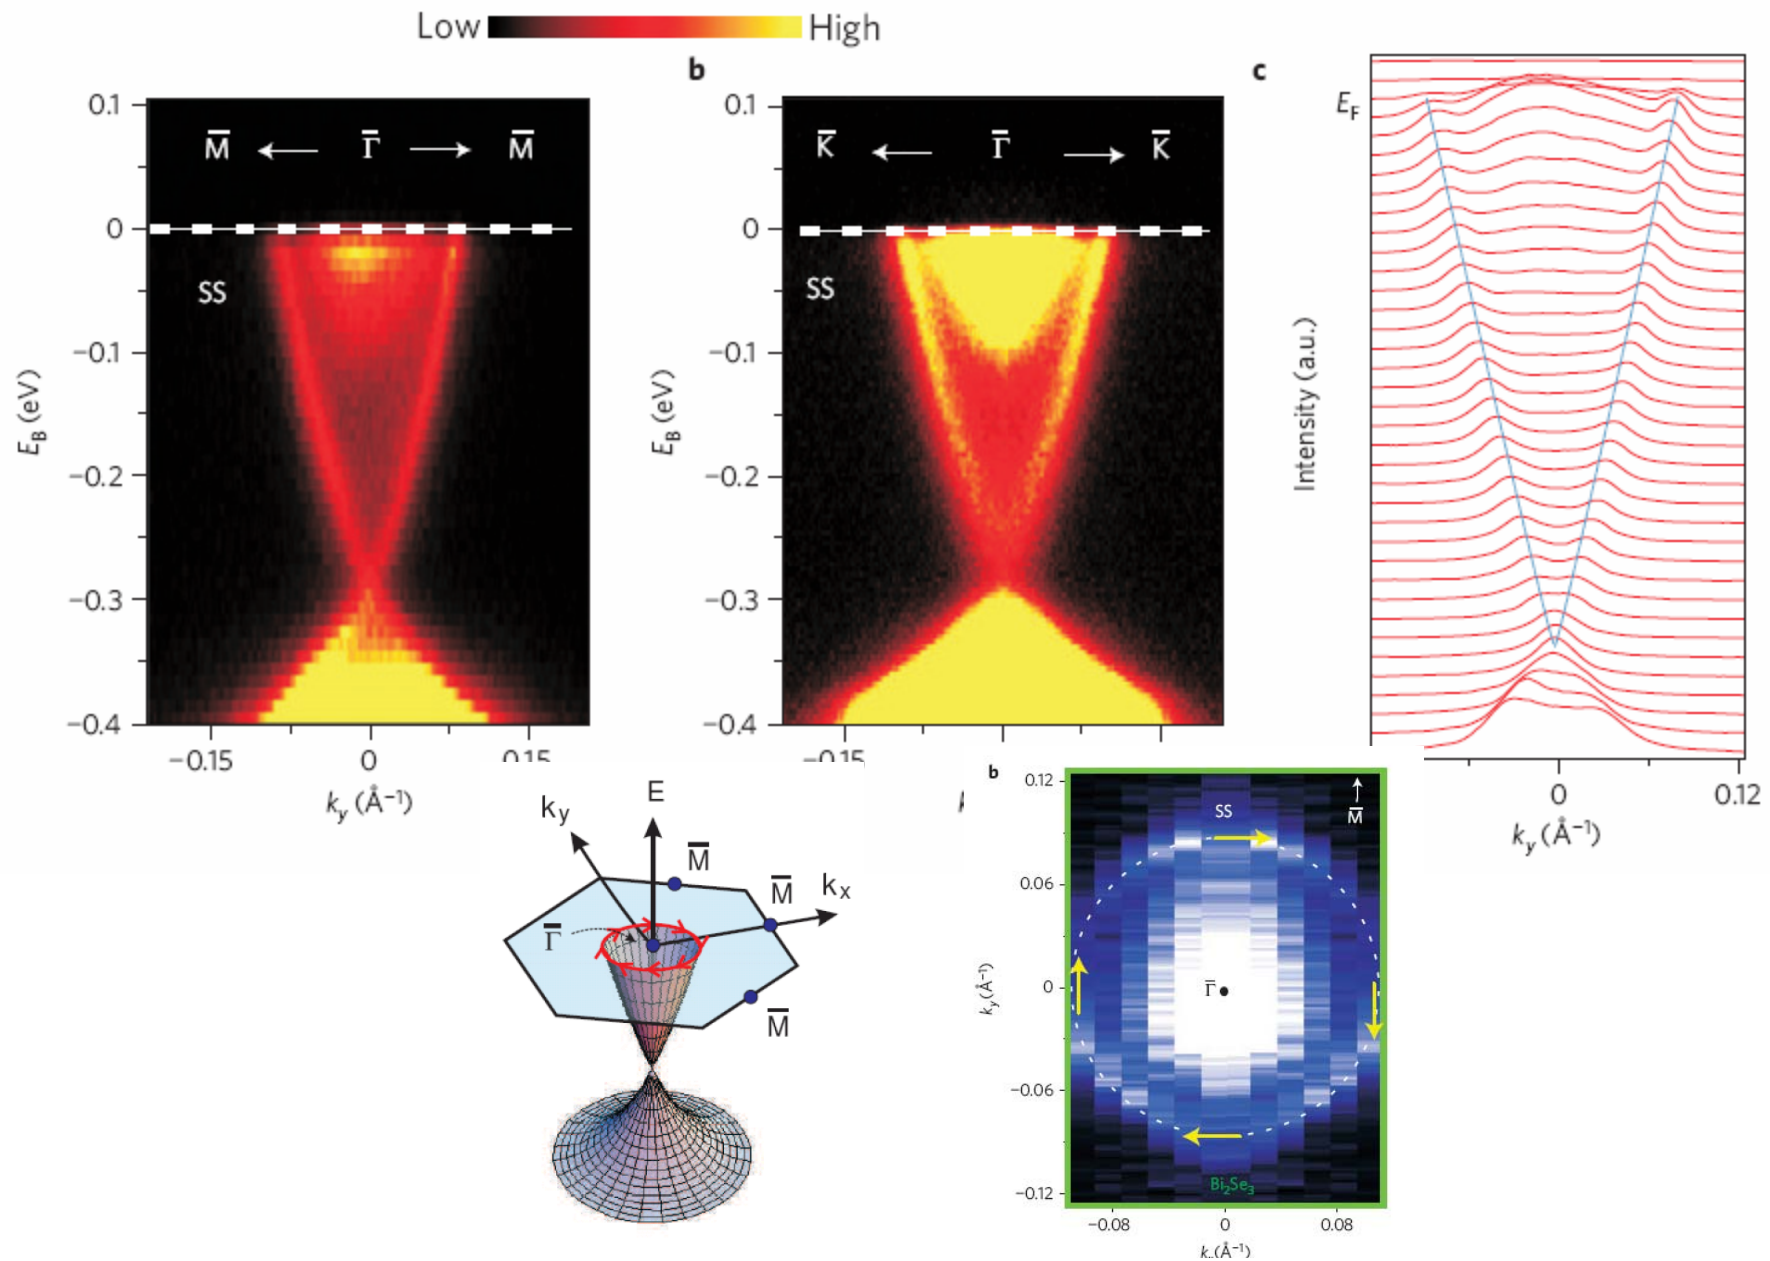 Low High
b
c
0.1
0
−0.1
−0.2
−0.3
−0.4
E_B (eV)
M̅ ← Γ̅ → M̅
SS
−0.15 0 0.15
k_y (Å⁻¹)
0.1
0
−0.1
−0.2
−0.3
−0.4
E_B (eV)
K̅ ← Γ̅ → K̅
SS
−0.15
E_F
Intensity (a.u.)
0 0.12
k_y (Å⁻¹)
E
k_y
k_x
M̅
M̅
M̅
Γ̅
b
0.12
0.06
0
−0.06
−0.12
k_y (Å⁻¹)
SS
↑
M̅
Γ̅
Bi₂Se₃
−0.08 0 0.08
(Å⁻¹)